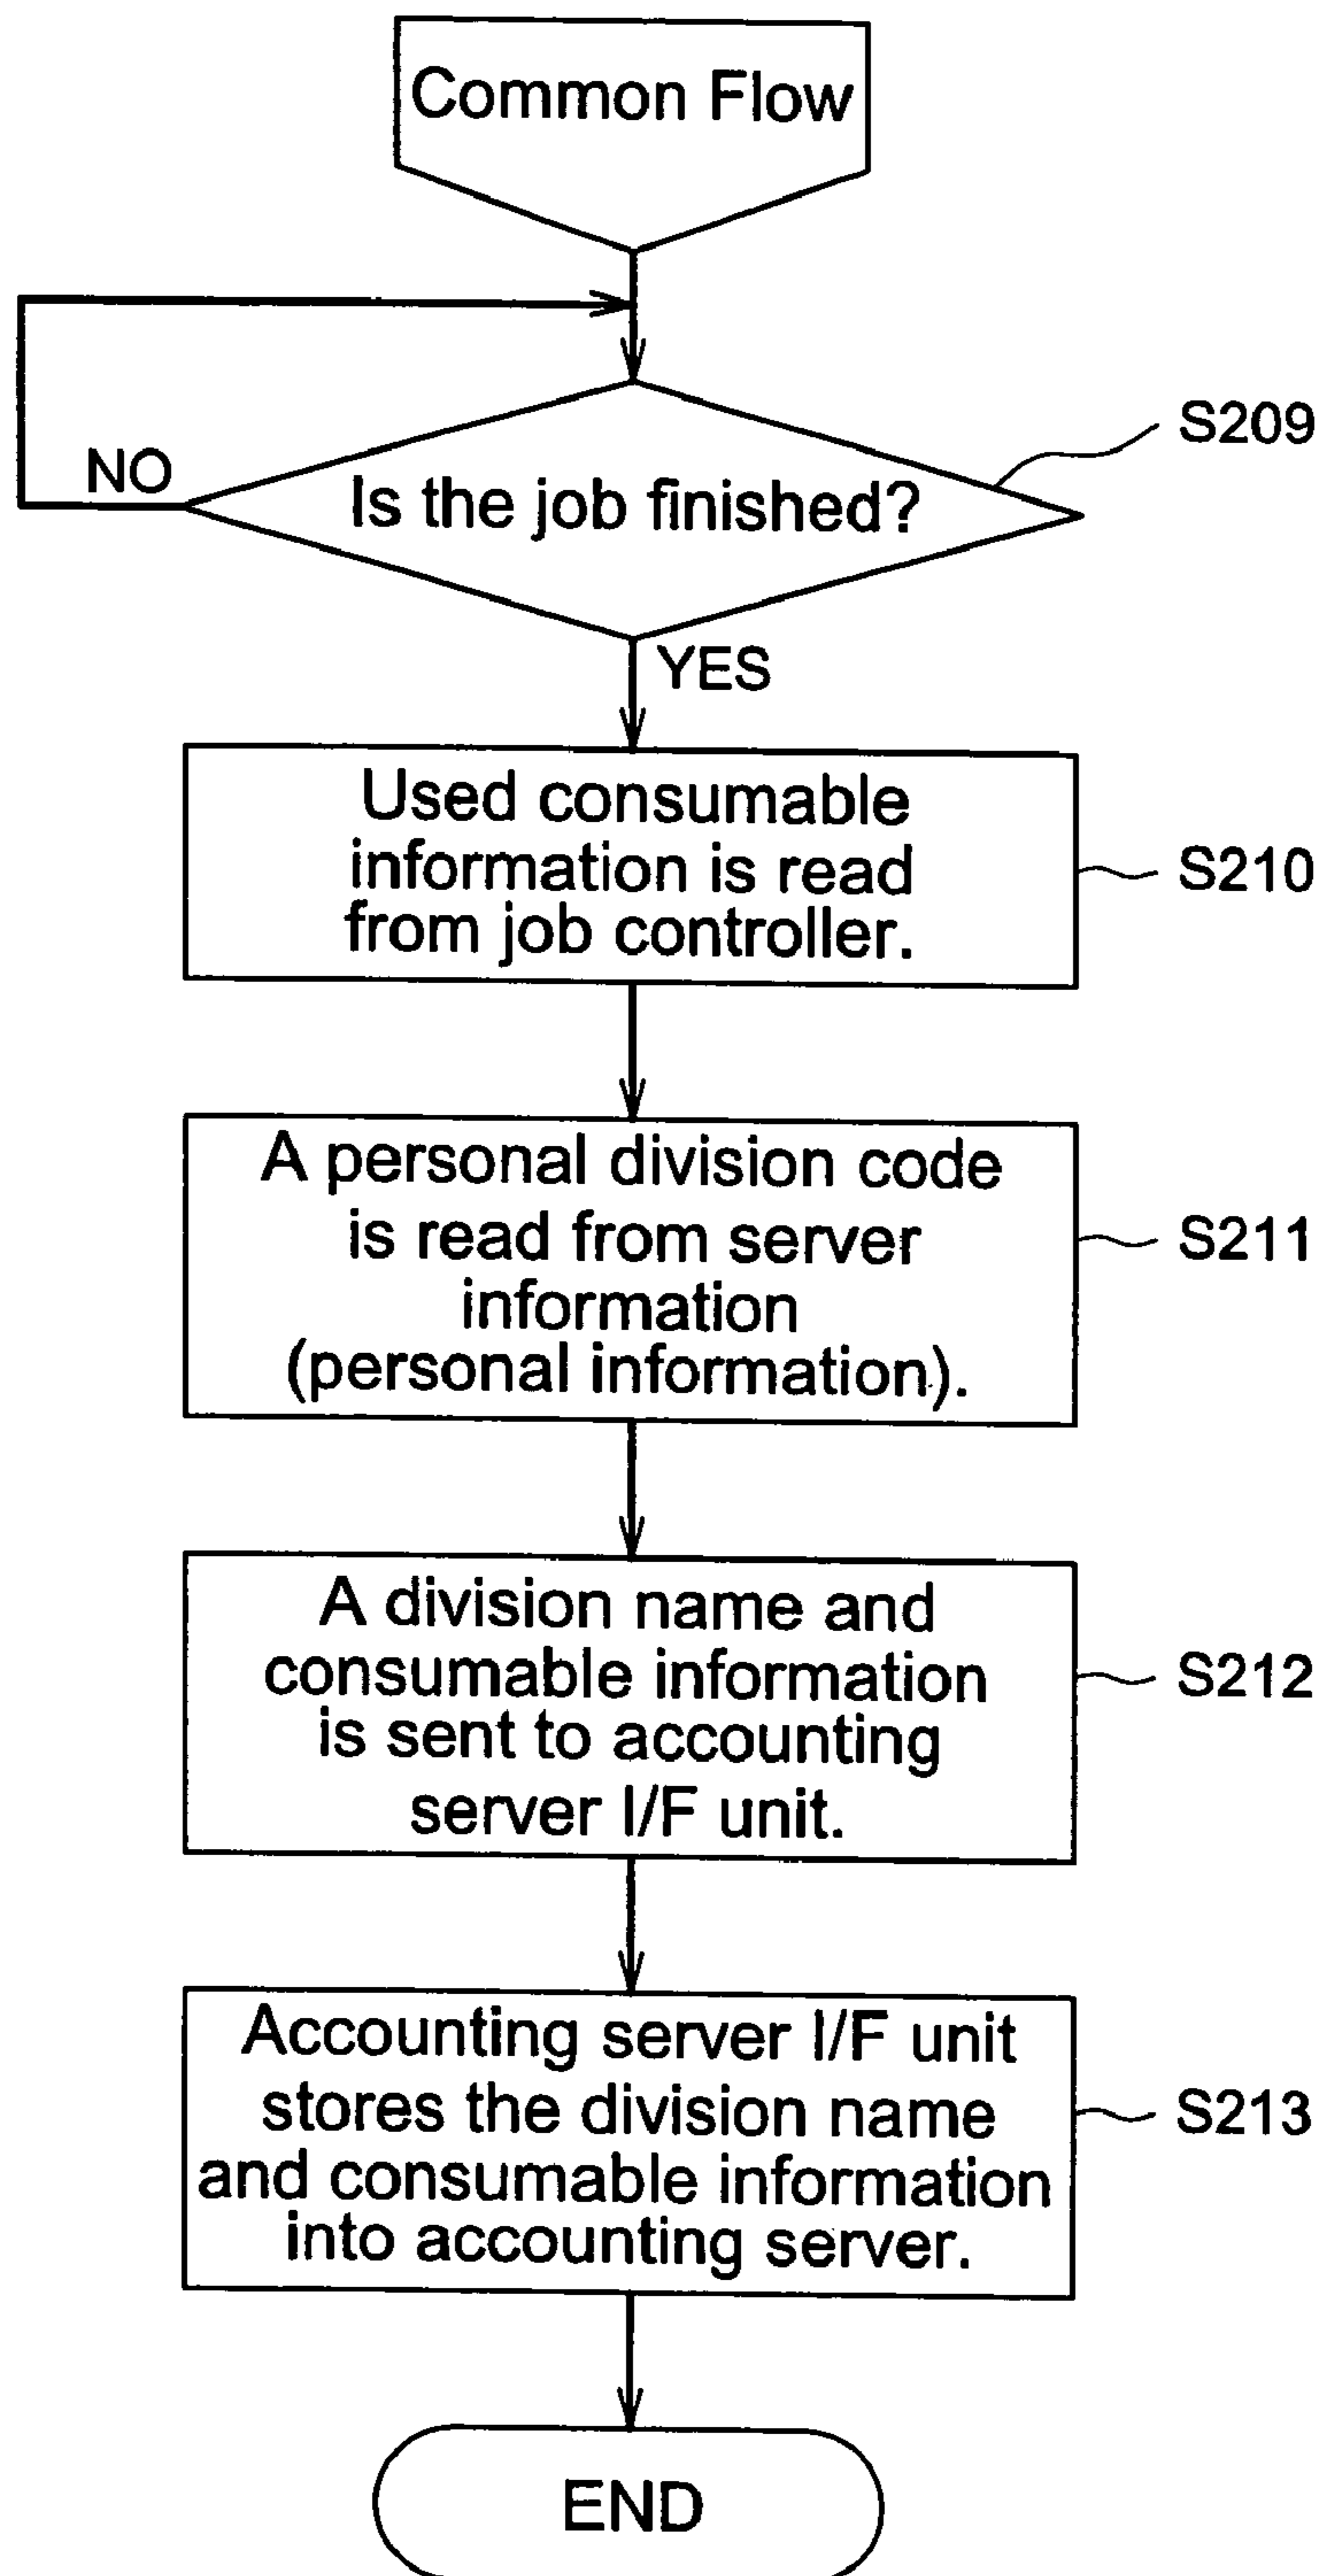 Common Flow
NO
Is the job finished?
S209
YES
Used consumable
information is read
from job controller.
S210
A personal division code
is read from server
information
(personal information).
S211
A division name and
consumable information
is sent to accounting
server I/F unit.
S212
Accounting server I/F unit
stores the division name
and consumable information
into accounting server.
S213
END